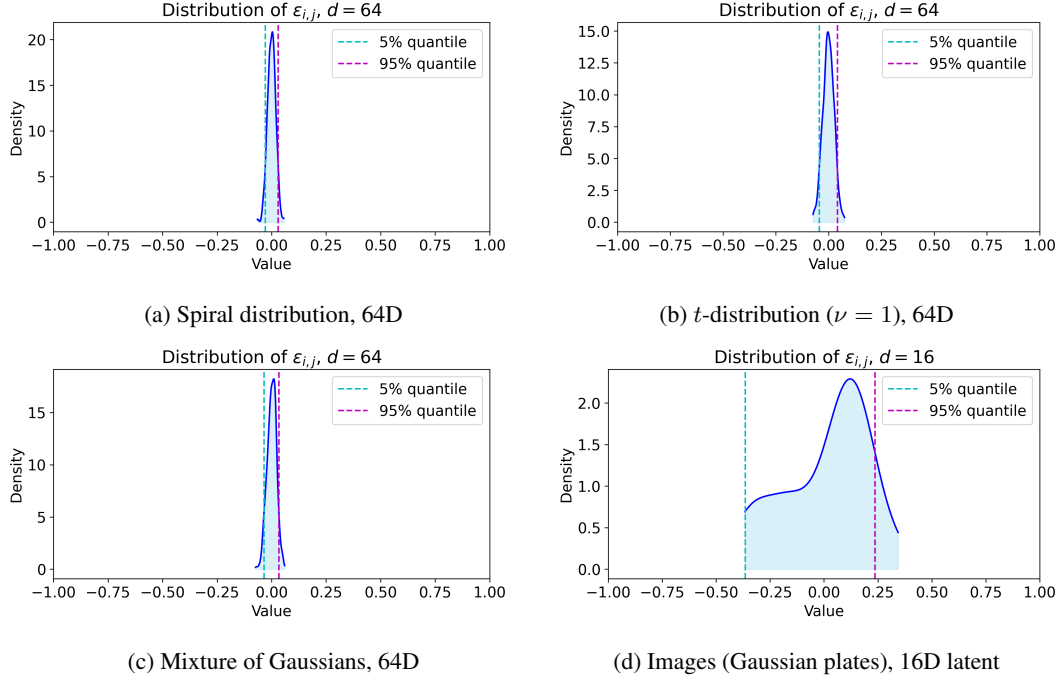 Distribution of εi,j, d = 64
5% quantile
95% quantile
Density
20
15
10
5
0
−1.00 −0.75 −0.50 −0.25 0.00 0.25 0.50 0.75 1.00
Value
(a) Spiral distribution, 64D
Distribution of εi,j, d = 64
5% quantile
95% quantile
Density
15.0
12.5
10.0
7.5
5.0
2.5
0.0
−1.00 −0.75 −0.50 −0.25 0.00 0.25 0.50 0.75 1.00
Value
(b) t-distribution (ν = 1), 64D
Distribution of εi,j, d = 64
5% quantile
95% quantile
Density
15
10
5
0
−1.00 −0.75 −0.50 −0.25 0.00 0.25 0.50 0.75 1.00
Value
(c) Mixture of Gaussians, 64D
Distribution of εi,j, d = 16
5% quantile
95% quantile
Density
2.0
1.5
1.0
0.5
0.0
−1.00 −0.75 −0.50 −0.25 0.00 0.25 0.50 0.75 1.00
Value
(d) Images (Gaussian plates), 16D latent